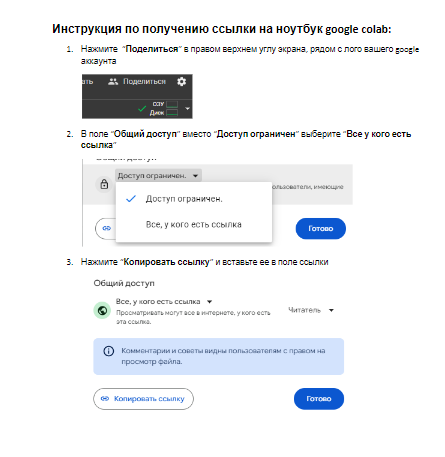 Инструкция по получению ссылки на ноутбук google colab:
1. Нажмите "Поделиться" в правом верхнем углу экрана, рядом с лого вашего google
аккаунта
ать Поделиться
ОЗУ
Диск
2. В поле "Общий доступ" вместо "Доступ ограничен" выберите "Все у кого есть
ссылка"
Доступ ограничен.
ользователи, имеющие
Доступ ограничен.
Все, у кого есть ссылка
Готово
3. Нажмите "Копировать ссылку" и вставьте ее в поле ссылки
Общий доступ
Все, у кого есть ссылка
Просматривать могут все в интернете, у кого есть
эта ссылка.
Читатель
Комментарии и советы видны пользователям с правом на
просмотр файла.
Копировать ссылку
Готово